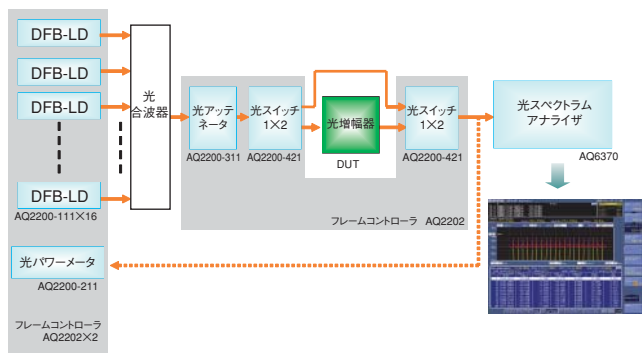 DFB-LD
DFB-LD
DFB-LD
DFB-LD
AQ2200-111×16
光パワーメータ
AQ2200-211
フレームコントローラ
AQ2202×2
光
合波器
光アッテ
ネータ
AQ2200-311
光スイッチ
1×2
AQ2200-421
光増幅器
DUT
光スイッチ
1×2
AQ2200-421
フレームコントローラ AQ2202
光スペクトラム
アナライザ
AQ6370